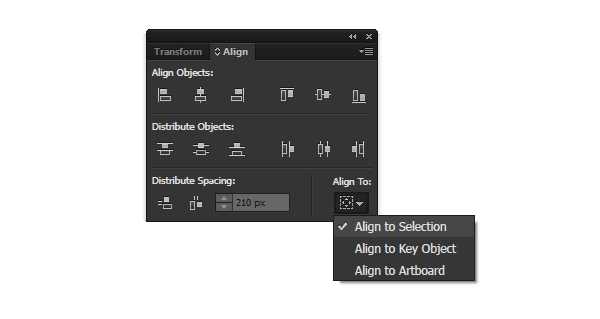 Transform Align
Align Objects:
Distribute Objects:
Distribute Spacing: Align To:
210 px
Align to Selection
Align to Key Object
Align to Artboard